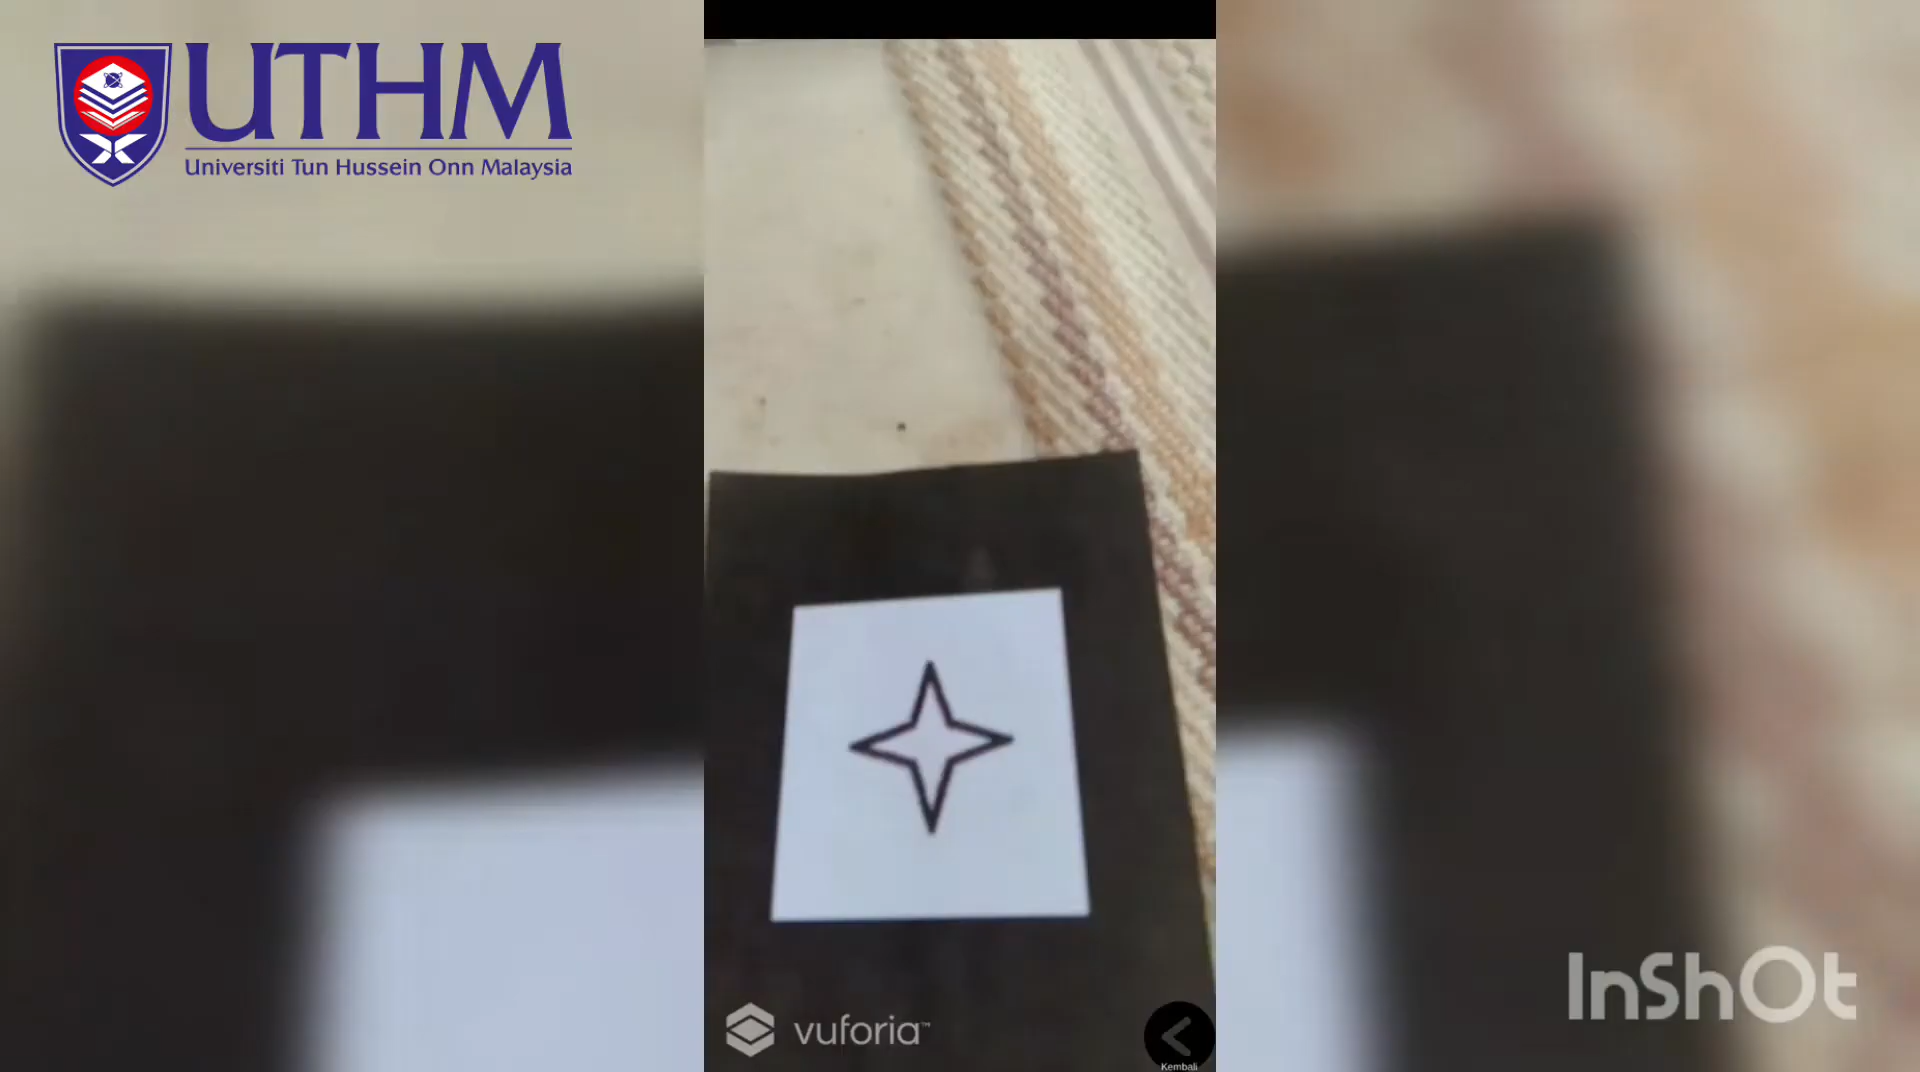 UTHM
Universiti Tun Hussein Onn Malaysia
vuforia™
Kembali
InShOt